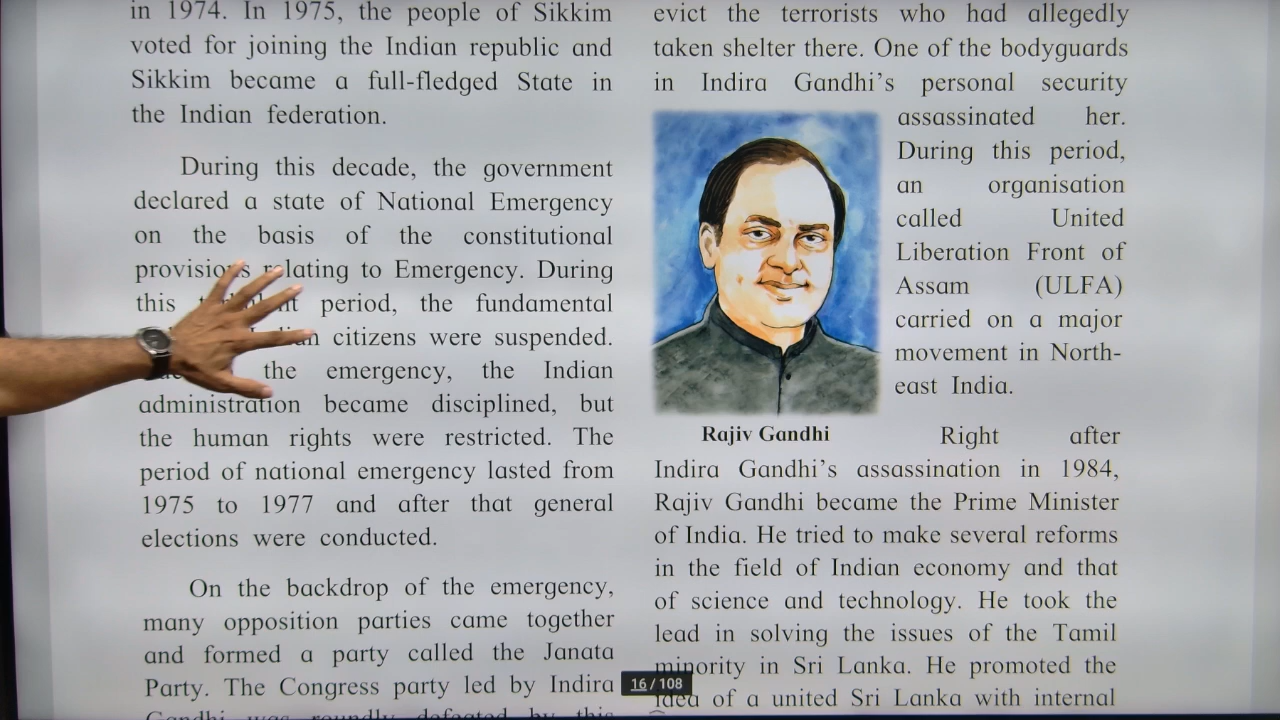 in 1974. In 1975, the people of Sikkim
voted for joining the Indian republic and
Sikkim became a full-fledged State in
the Indian federation.
During this decade, the government
declared a state of National Emergency
on the basis of the constitutional
provisions relating to Emergency. During
this period, the fundamental
citizens were suspended.
the emergency, the Indian
administration became disciplined, but
the human rights were restricted. The
period of national emergency lasted from
1975 to 1977 and after that general
elections were conducted.
On the backdrop of the emergency,
many opposition parties came together
and formed a party called the Janata
Party. The Congress party led by Indira
Gandhi was roundly defeated by this
evict the terrorists who had allegedly
taken shelter there. One of the bodyguards
in Indira Gandhi's personal security
assassinated her.
During this period,
an organisation
called United
Liberation Front of
Assam (ULFA)
carried on a major
movement in North-
east India.
Rajiv Gandhi
Right after
Indira Gandhi's assassination in 1984,
Rajiv Gandhi became the Prime Minister
of India. He tried to make several reforms
in the field of Indian economy and that
of science and technology. He took the
lead in solving the issues of the Tamil
minority in Sri Lanka. He promoted the
idea of a united Sri Lanka with internal
16 / 108